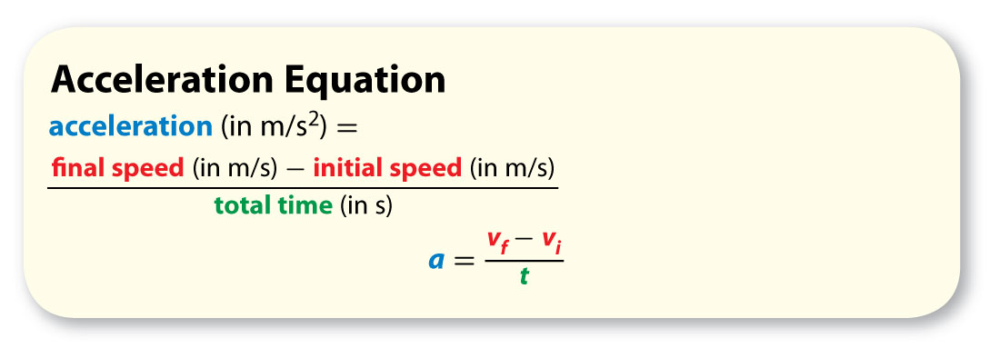 Acceleration Equation
acceleration (in m/s²) =
final speed (in m/s) − initial speed (in m/s)
total time (in s)
v_f − v_i
a =
t